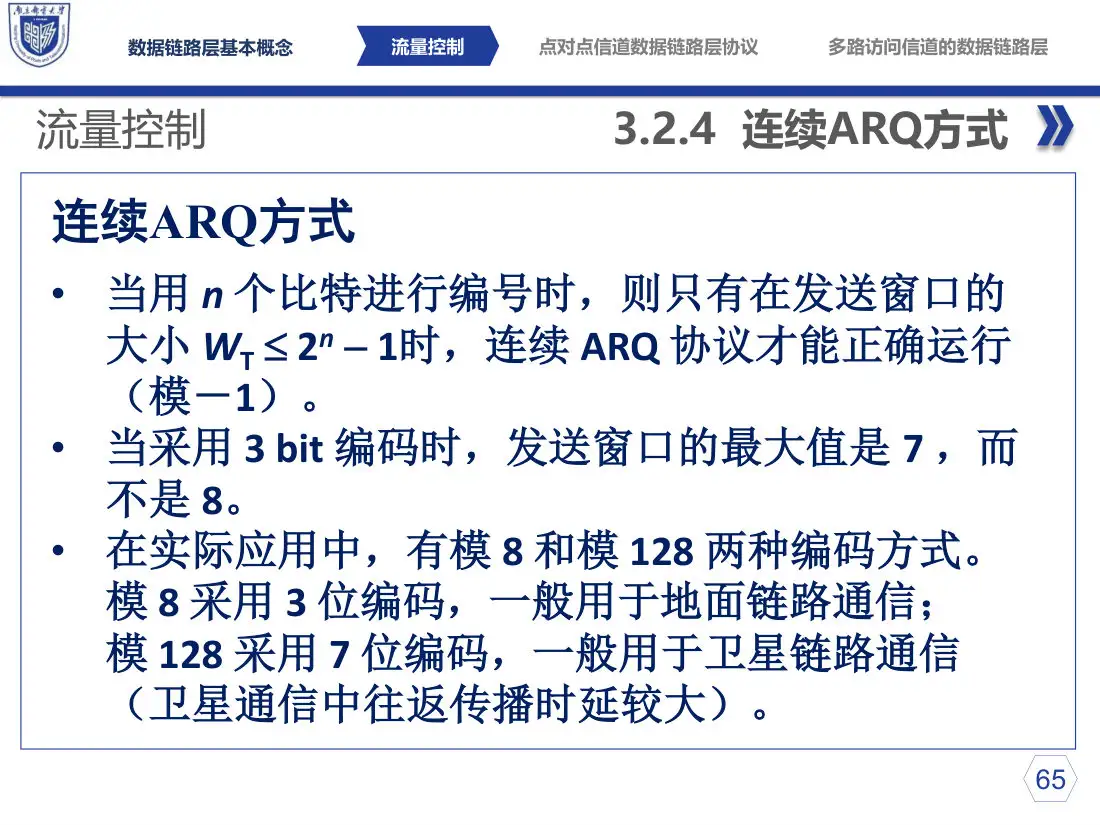 数据链路层基本概念
流量控制
点对点信道数据链路层协议
多路访问信道的数据链路层
流量控制
3.2.4 连续ARQ方式
连续ARQ方式
• 当用 n 个比特进行编号时，则只有在发送窗口的
大小 WT ≤ 2ⁿ – 1时，连续 ARQ 协议才能正确运行
（模－1）。
• 当采用 3 bit 编码时，发送窗口的最大值是 7 ，而
不是 8。
• 在实际应用中，有模 8 和模 128 两种编码方式。
模 8 采用 3 位编码，一般用于地面链路通信；
模 128 采用 7 位编码，一般用于卫星链路通信
（卫星通信中往返传播时延较大）。
65